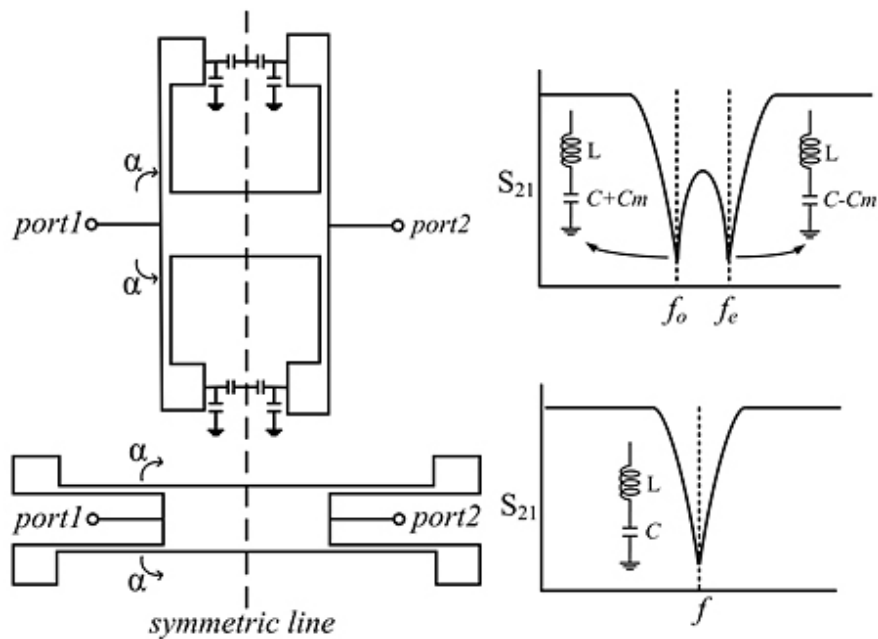 α
port1
port2
α
α
port1
port2
α
symmetric line
S21
L
C+Cm
L
C-Cm
fo
fe
S21
L
C
f